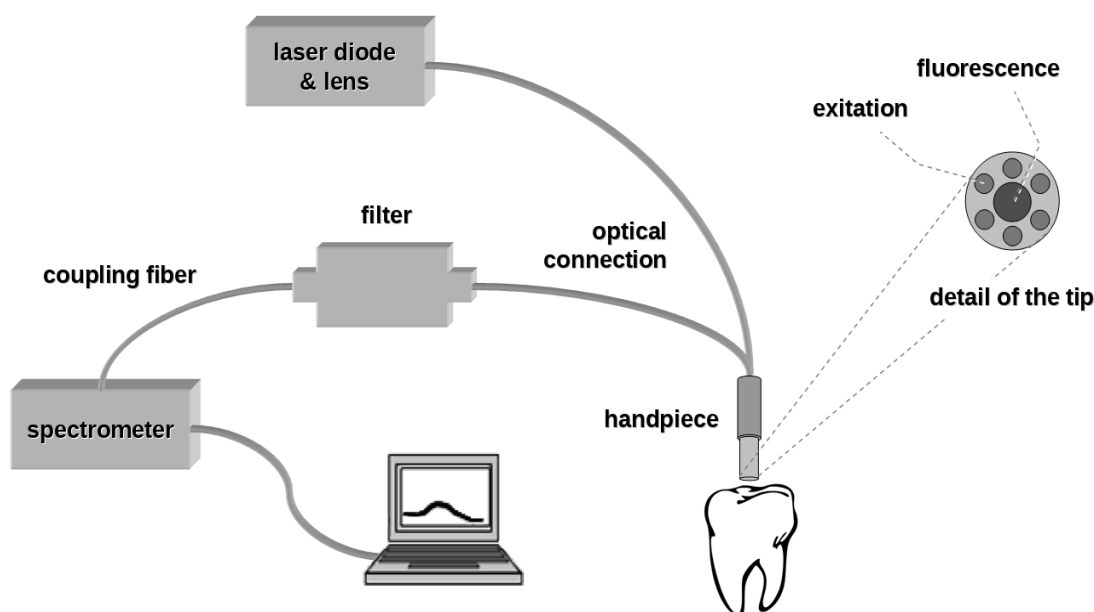 laser diode
& lens
fluorescence
exitation
filter
optical
connection
coupling fiber
detail of the tip
handpiece
spectrometer